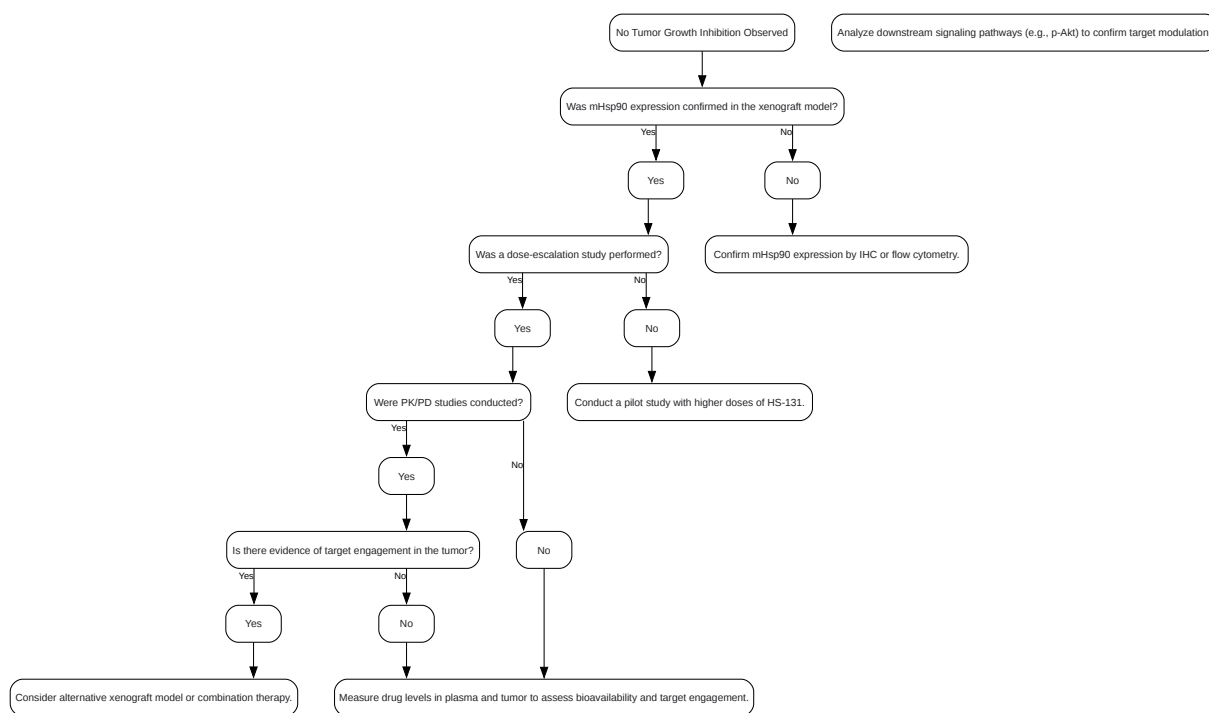 No Tumor Growth Inhibition Observed
Analyze downstream signaling pathways (e.g., p-Akt) to confirm target modulation
Was mHsp90 expression confirmed in the xenograft model?
Yes
No
Yes
No
Was a dose-escalation study performed?
Confirm mHsp90 expression by IHC or flow cytometry.
Yes
No
Yes
No
Were PK/PD studies conducted?
Conduct a pilot study with higher doses of HS-131.
Yes
No
Yes
Is there evidence of target engagement in the tumor?
No
Yes
No
Yes
No
Consider alternative xenograft model or combination therapy.
Measure drug levels in plasma and tumor to assess bioavailability and target engagement.